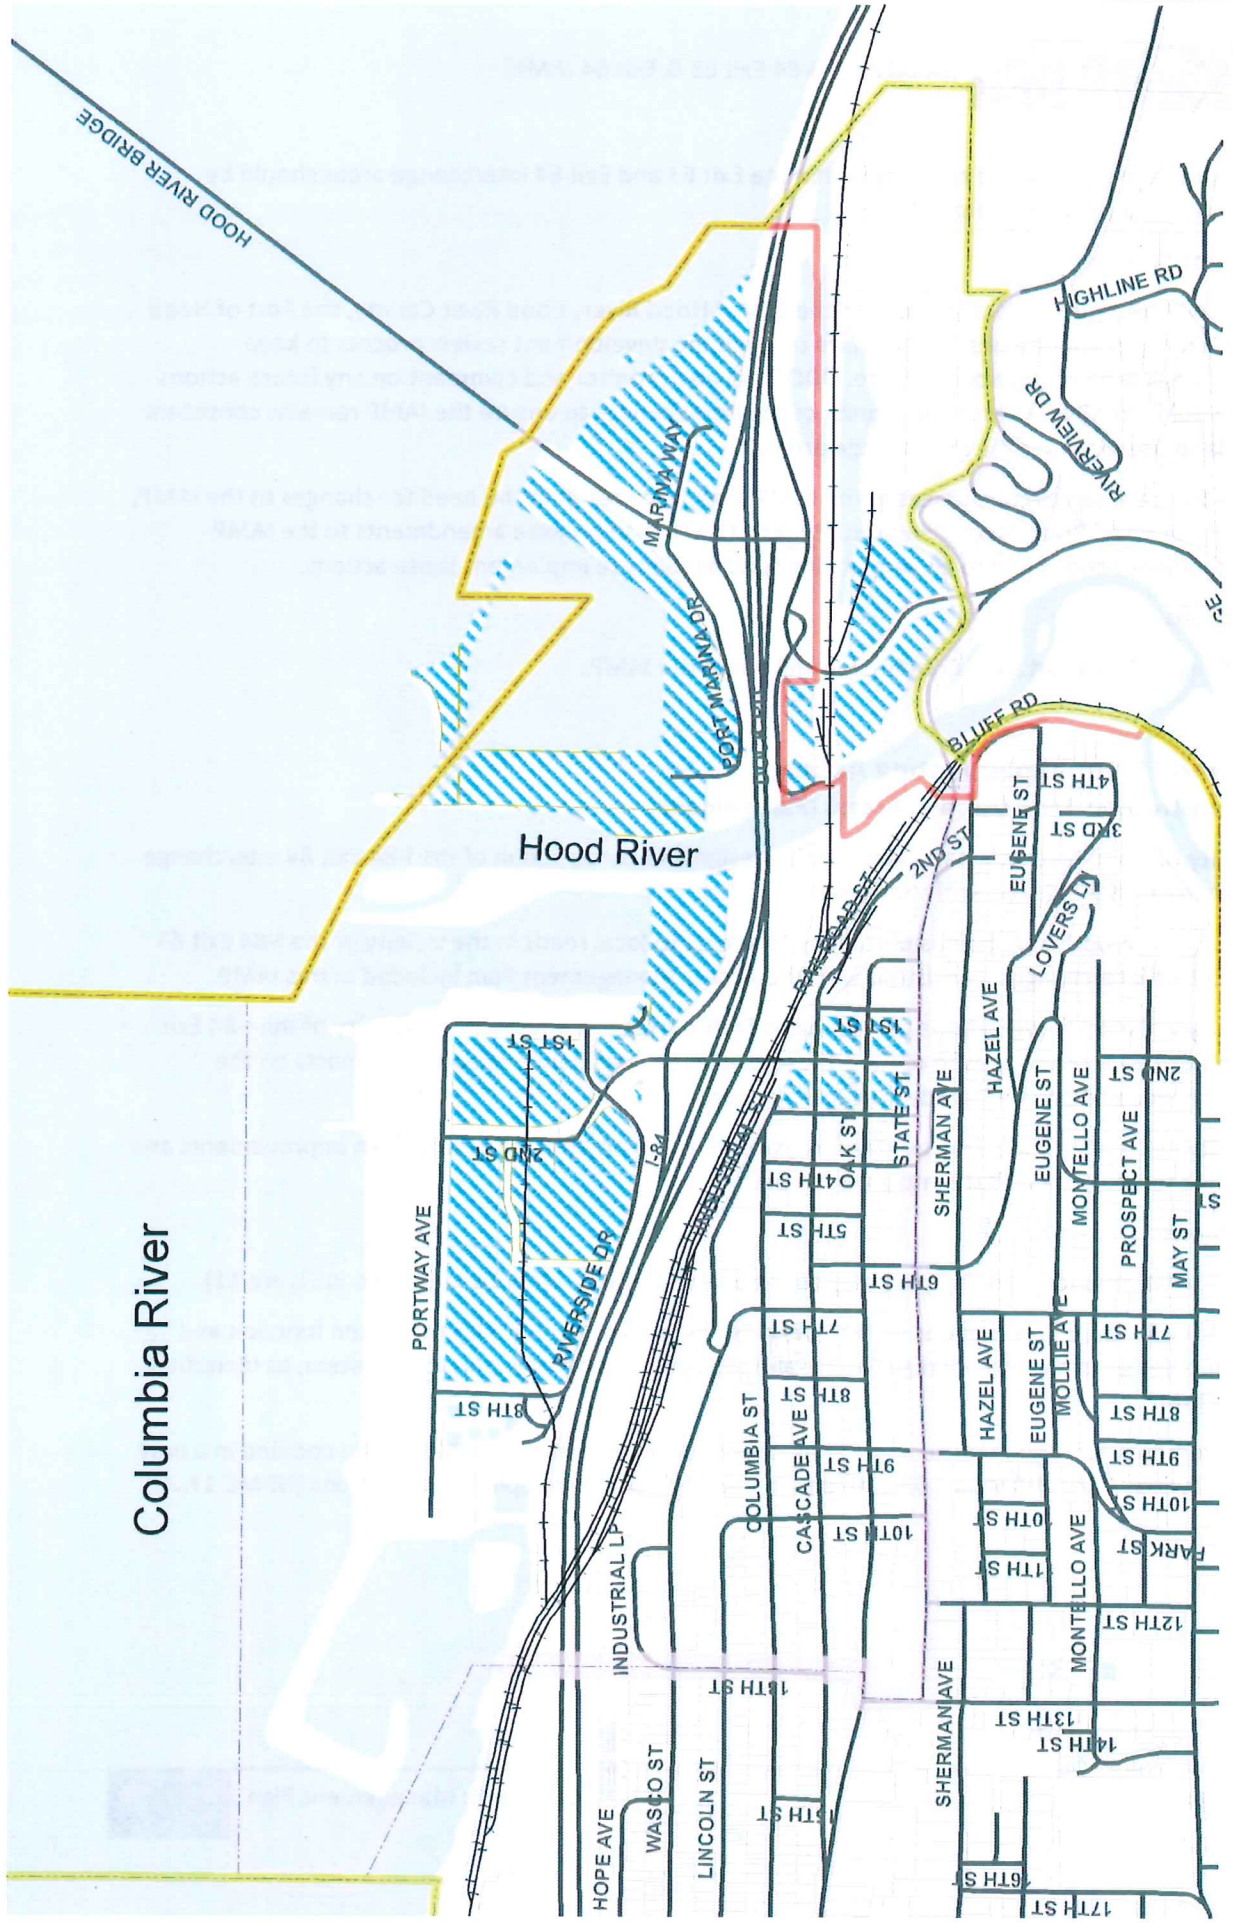 HOOD RIVER BRIDGE
HIGHLINE RD
RIVERVIEW DR
MARINA WAY
PORT MARINA DR
BLUFF RD
4TH ST
EUGENE ST
3RD ST
Hood River
2ND ST
LOVERS L
RAILROAD ST
1ST ST
1ST ST
HAZEL AVE
2ND ST
EUGENE ST
MONTELLO AVE
STATE ST
SHERMAN AVE
OAK ST
INDUSTRIAL ST
I-84
2ND ST
4TH ST
PROSPECT AVE
ST
5TH ST
MAY ST
6TH ST
PORTWAY AVE
Columbia River
RIVERSIDE DR
7TH ST
7TH ST
MOLLIE AVE
8TH ST
8TH ST
8TH ST
HAZEL AVE
EUGENE ST
COLUMBIA ST
CASCADE AVE
9TH ST
9TH ST
10TH ST
10TH ST
10TH ST
PARK ST
11TH ST
MONTELLO AVE
INDUSTRIAL LP
12TH ST
13TH ST
13TH ST
14TH ST
SHERMAN AVE
WASCO ST
LINCOLN ST
HOPE AVE
15TH ST
16TH ST
17TH ST